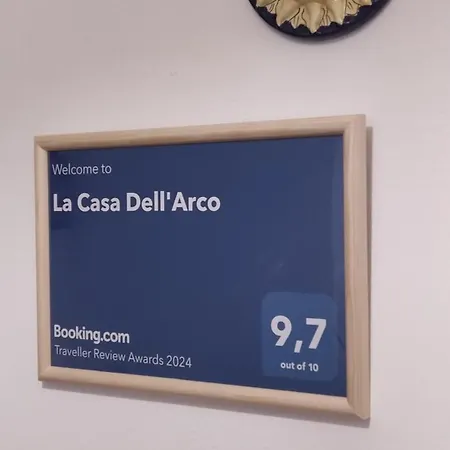 Welcome to
La Casa Dell'Arco
Booking.com
Traveller Review Awards 2024
9,7
out of 10